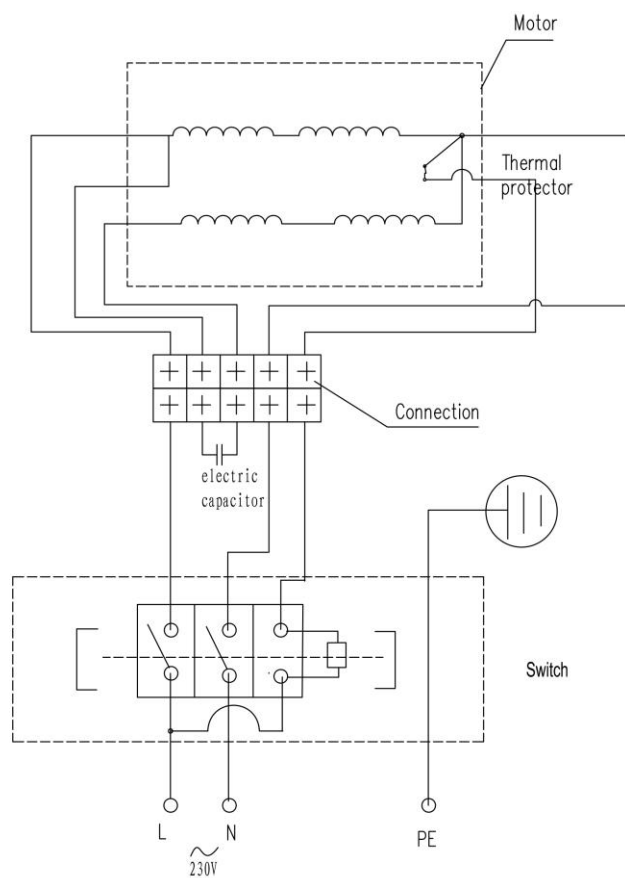 Motor
Thermal
protector
Connection
electric
capacitor
Switch
L
N
PE
230V